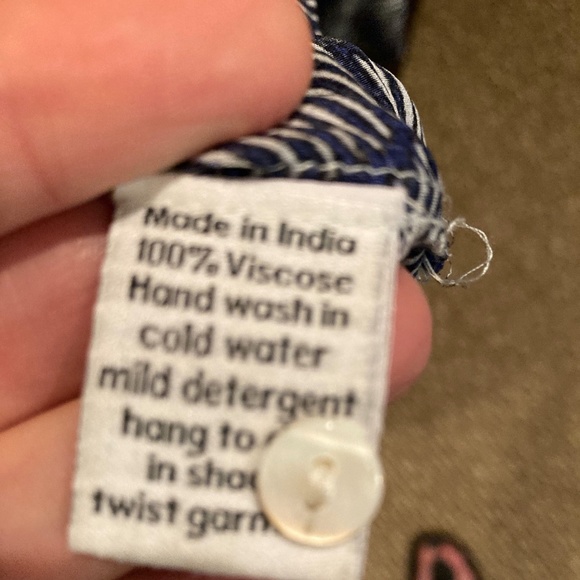 Made in India
100% Viscose
Hand wash in
cold water
mild detergent
hang to
in
twist